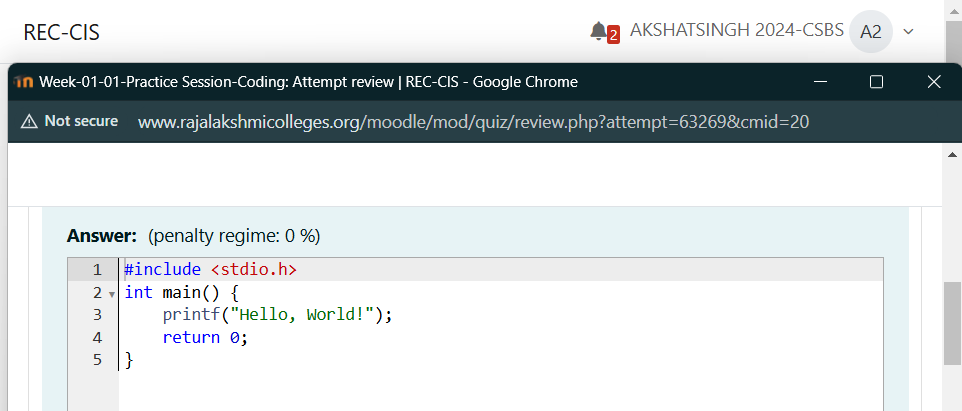 REC-CIS
2 AKSHATSINGH 2024-CSBS A2
m Week-01-01-Practice Session-Coding: Attempt review | REC-CIS - Google Chrome
Not secure www.rajalakshmicolleges.org/moodle/mod/quiz/review.php?attempt=63269&cmid=20
Answer: (penalty regime: 0 %)
1 #include <stdio.h>
2 int main() {
3 printf("Hello, World!");
4 return 0;
5 }